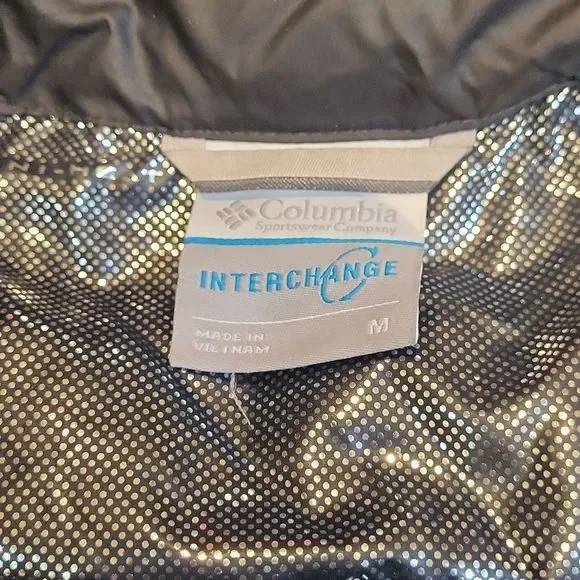 Columbia
Sportswear Company
INTERCHANGE
M
MADE IN
VIETNAM